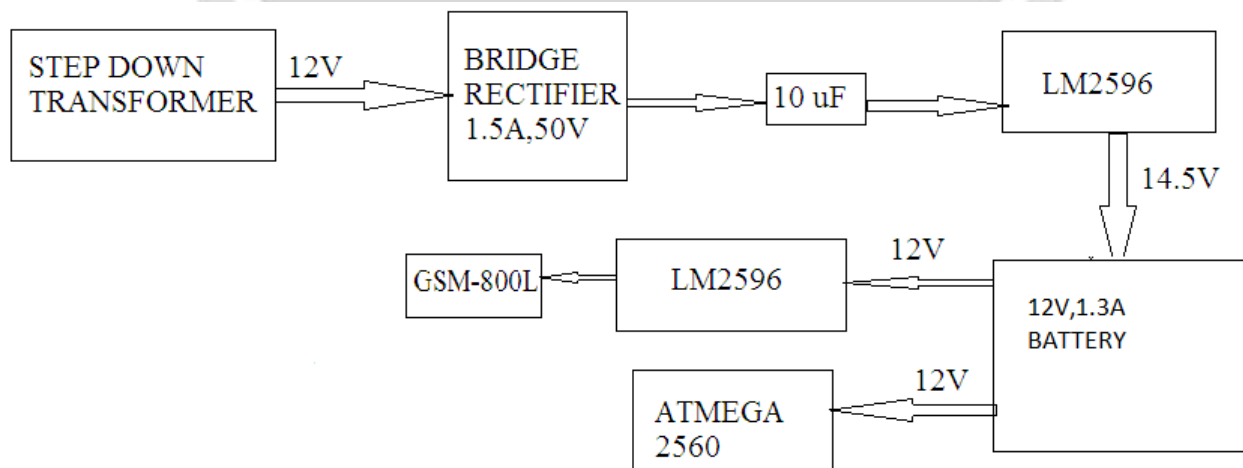 STEP DOWN
TRANSFORMER
12V
BRIDGE
RECTIFIER
1.5A,50V
10 uF
LM2596
14.5V
12V,1.3A
BATTERY
12V
LM2596
GSM-800L
12V
ATMEGA
2560